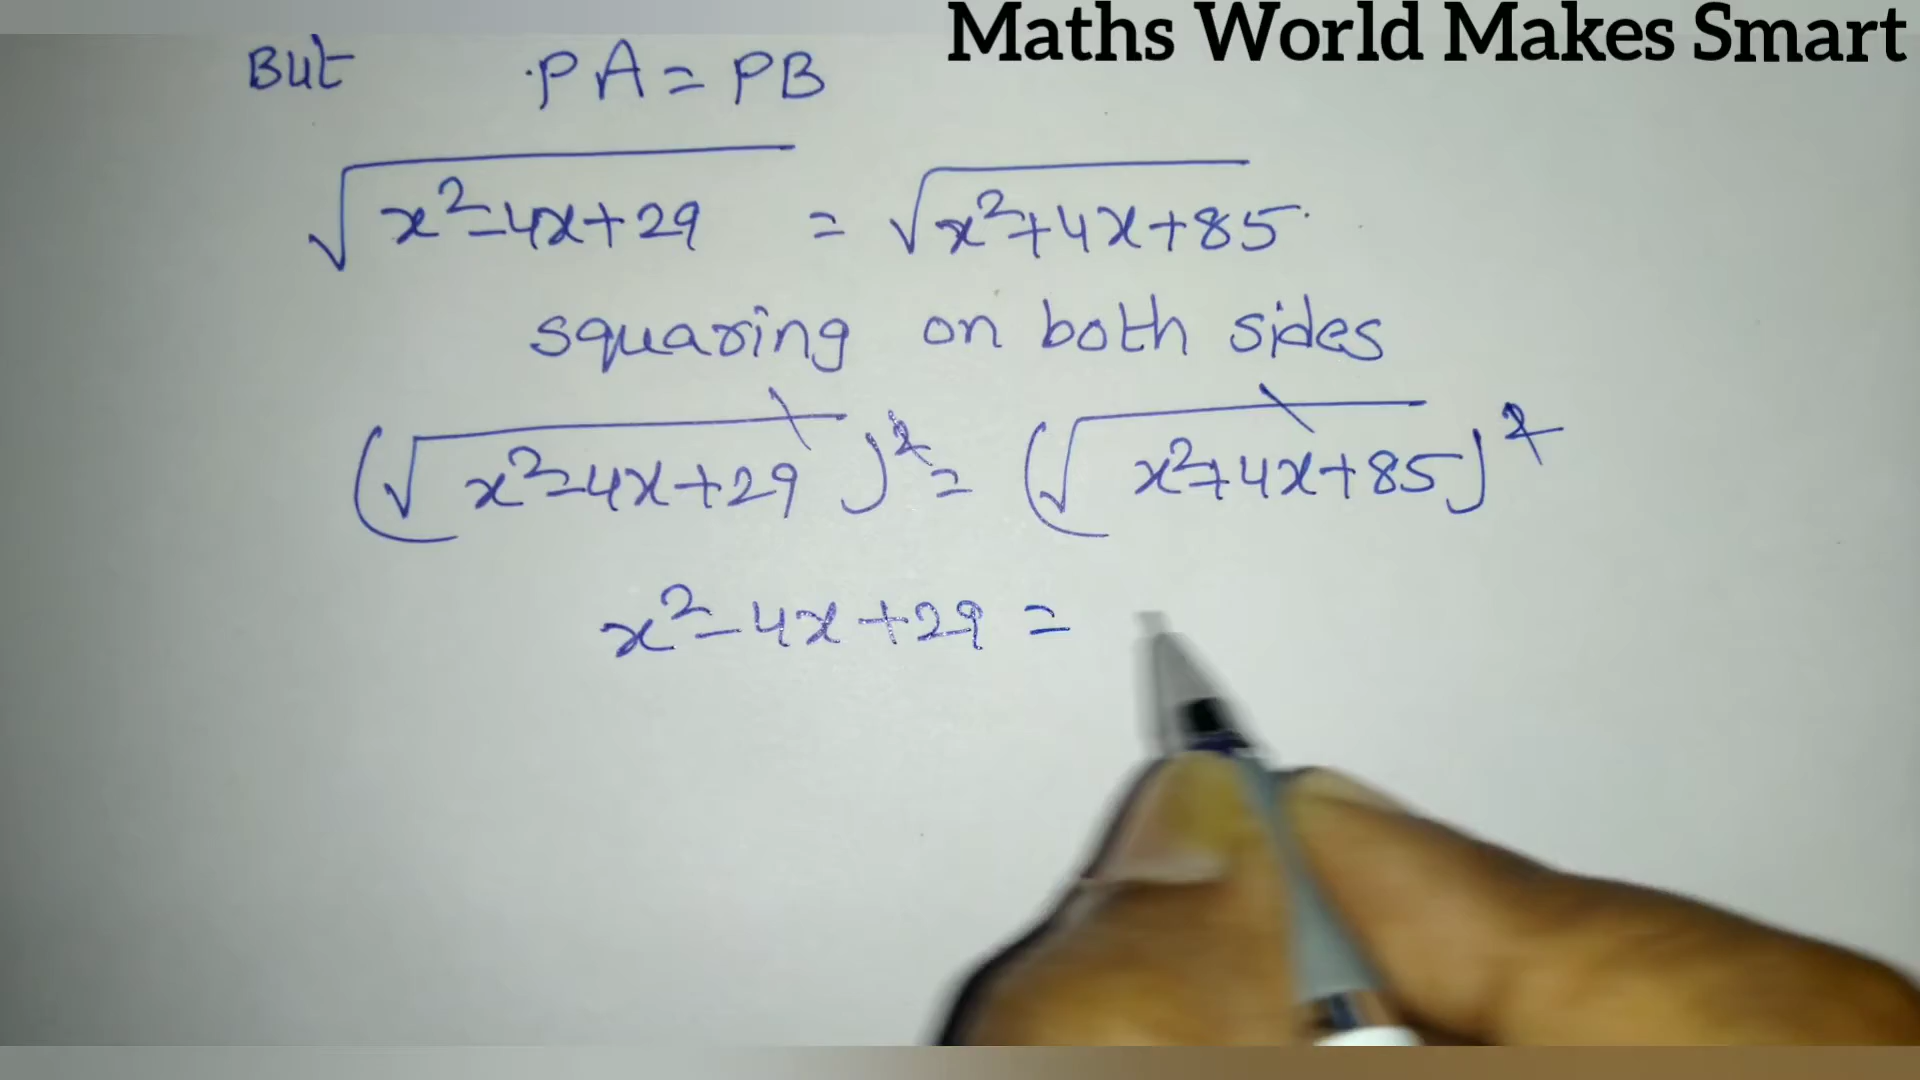 Maths World Makes Smart
But PA = PB
√x²-4x+29 = √x²+4x+85
squaring on both sides
(√x²-4x+29)² = (√x²+4x+85)²
x²-4x+29 =